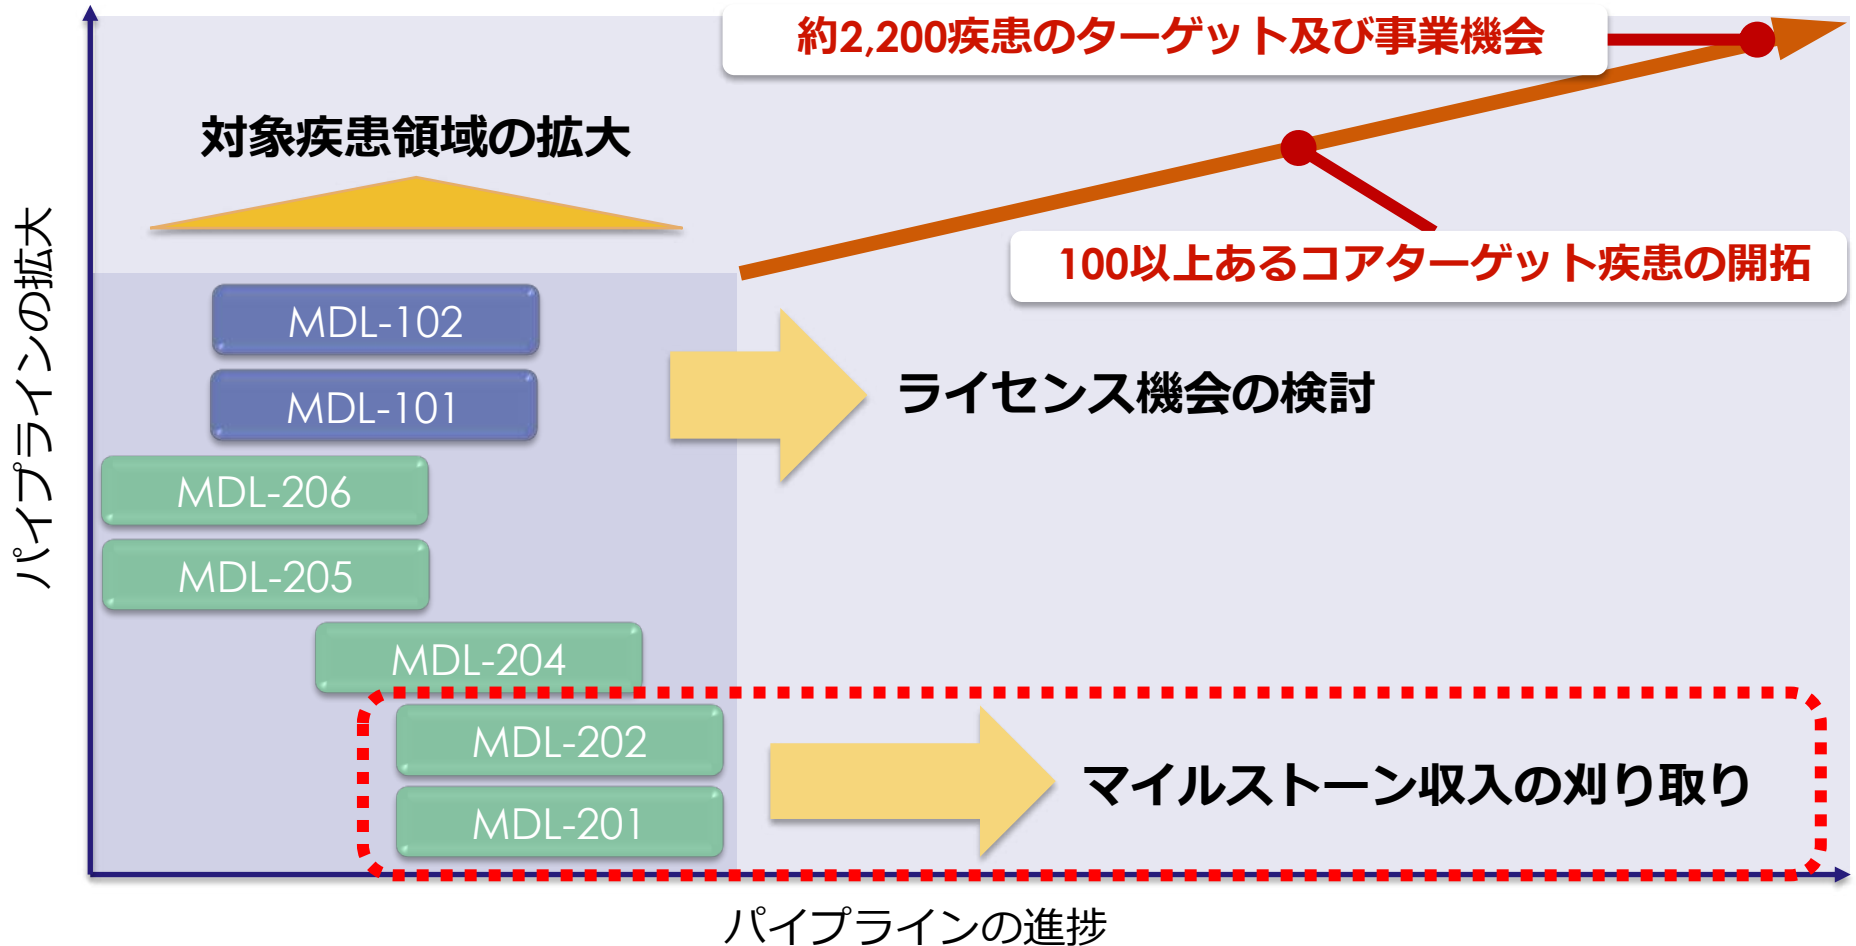 約2,200疾患のターゲット及び事業機会
対象疾患領域の拡大
100以上あるコアターゲット疾患の開拓
パイプラインの拡大
MDL-102
MDL-101
ライセンス機会の検討
MDL-206
MDL-205
MDL-204
MDL-202
MDL-201
マイルストーン収入の刈り取り
パイプラインの進捗